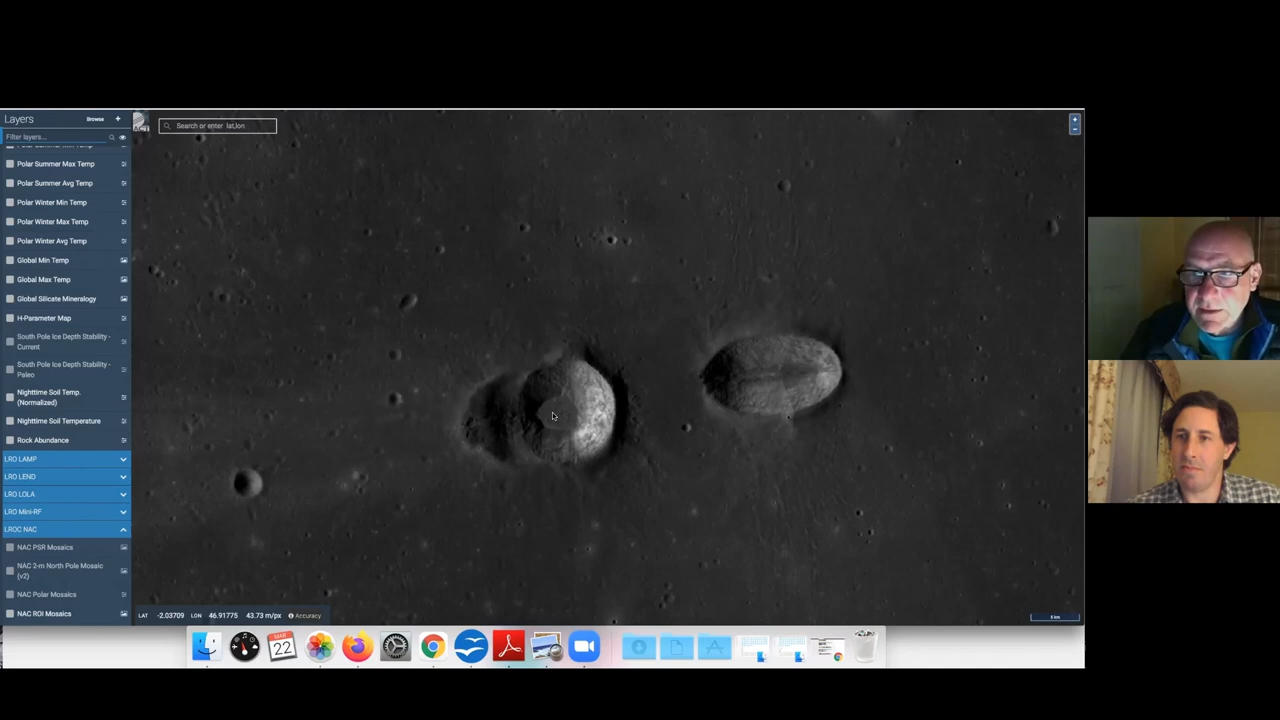 Layers
Browse
+
Search or enter lat,lon
Filter layers...
Polar Summer Max Temp
Polar Summer Avg Temp
Polar Winter Min Temp
Polar Winter Max Temp
Polar Winter Avg Temp
Global Min Temp
Global Max Temp
Global Silicate Mineralogy
H-Parameter Map
South Pole Ice Depth Stability -
Current
South Pole Ice Depth Stability -
Paleo
Nighttime Soil Temp.
(Normalized)
Nighttime Soil Temperature
Rock Abundance
LRO LAMP
LRO LEND
LRO LOLA
LRO Mini-RF
LROC NAC
NAC PSR Mosaics
NAC 2-m North Pole Mosaic
(v2)
NAC Polar Mosaics
NAC ROI Mosaics
LAT -2.03709 LON 46.91775 43.73 m/px Accuracy
5 km
MAR
22